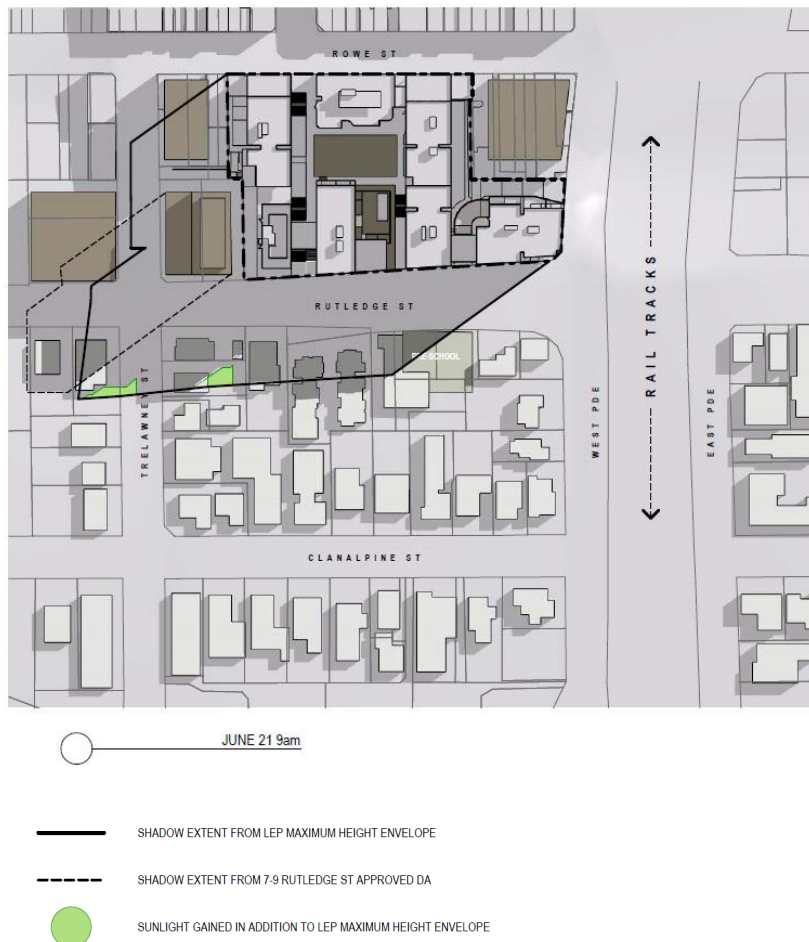 ROWE ST
RUTLEDGE ST
PRE-SCHOOL
TRELAWNEY ST
WEST PDE
RAIL TRACKS
EAST PDE
CLANALPINE ST
JUNE 21 9am
SHADOW EXTENT FROM LEP MAXIMUM HEIGHT ENVELOPE
SHADOW EXTENT FROM 7-9 RUTLEDGE ST APPROVED DA
SUNLIGHT GAINED IN ADDITION TO LEP MAXIMUM HEIGHT ENVELOPE